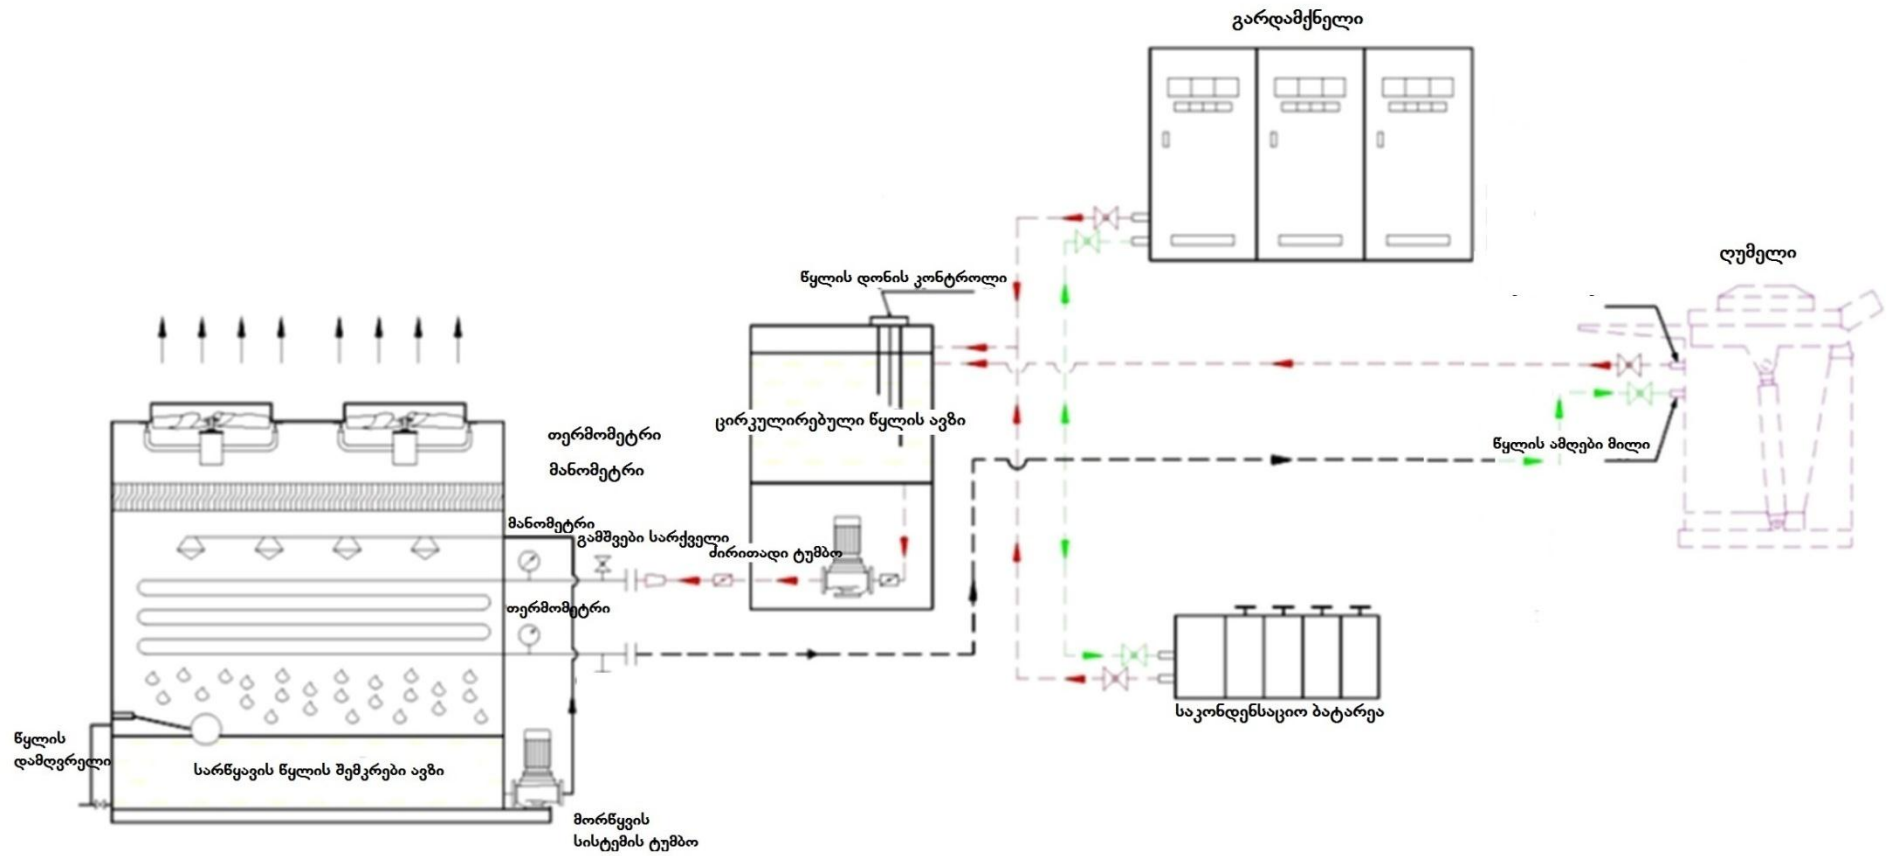 გარდამქნელი
ღუმელი
წყლის დონის კონტროლი
ცირკულირებული წყლის ავზი
თერმომეტრი
მანომეტრი
წყლის ამღები მილი
მანომეტრი
გამშვები სარქველი
ძირითადი ტუმბო
თერმომეტრი
საკონდენსაციო ბატარეა
წყლის
დამღვრელი
სარწყავის წყლის შემკრები ავზი
მორწყვის
სისტემის ტუმბო